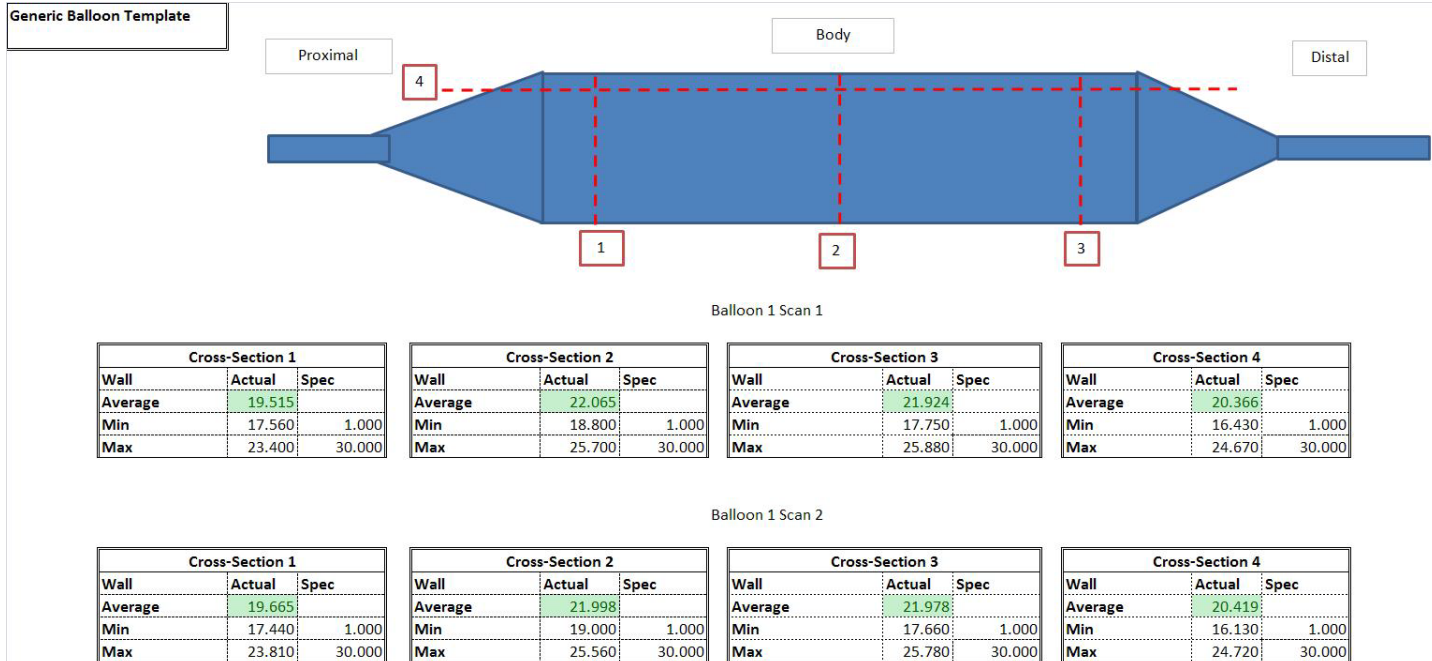 Generic Balloon Template
Body
Proximal
Distal
4
1
2
3
Balloon 1 Scan 1
Cross-Section 1
Wall Actual Spec
Average 19.515
Min 17.560 1.000
Max 23.400 30.000
Cross-Section 2
Wall Actual Spec
Average 22.065
Min 18.800 1.000
Max 25.700 30.000
Cross-Section 3
Wall Actual Spec
Average 21.924
Min 17.750 1.000
Max 25.880 30.000
Cross-Section 4
Wall Actual Spec
Average 20.366
Min 16.430 1.000
Max 24.670 30.000
Balloon 1 Scan 2
Cross-Section 1
Wall Actual Spec
Average 19.665
Min 17.440 1.000
Max 23.810 30.000
Cross-Section 2
Wall Actual Spec
Average 21.998
Min 19.000 1.000
Max 25.560 30.000
Cross-Section 3
Wall Actual Spec
Average 21.978
Min 17.660 1.000
Max 25.780 30.000
Cross-Section 4
Wall Actual Spec
Average 20.419
Min 16.130 1.000
Max 24.720 30.000